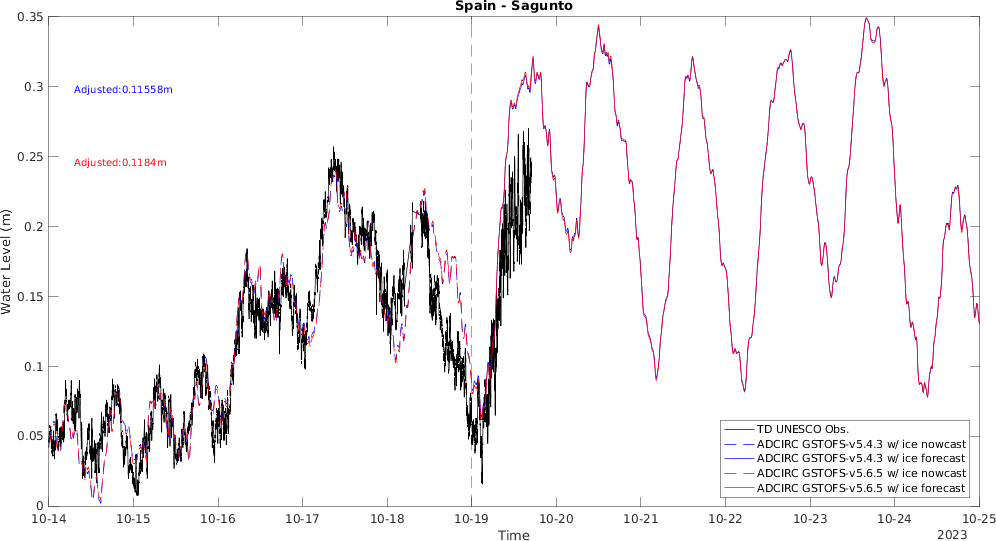 Spain - Sagunto
0.35
0.3
0.25
0.2
0.15
0.1
0.05
0
Water Level (m)
Adjusted:0.11558m
Adjusted:0.1184m
TD UNESCO Obs.
ADCIRC GSTOFS-v5.4.3 w/ ice nowcast
ADCIRC GSTOFS-v5.4.3 w/ ice forecast
ADCIRC GSTOFS-v5.6.5 w/ ice nowcast
ADCIRC GSTOFS-v5.6.5 w/ ice forecast
10-14 10-15 10-16 10-17 10-18 10-19 10-20 10-21 10-22 10-23 10-24 10-25
Time
2023